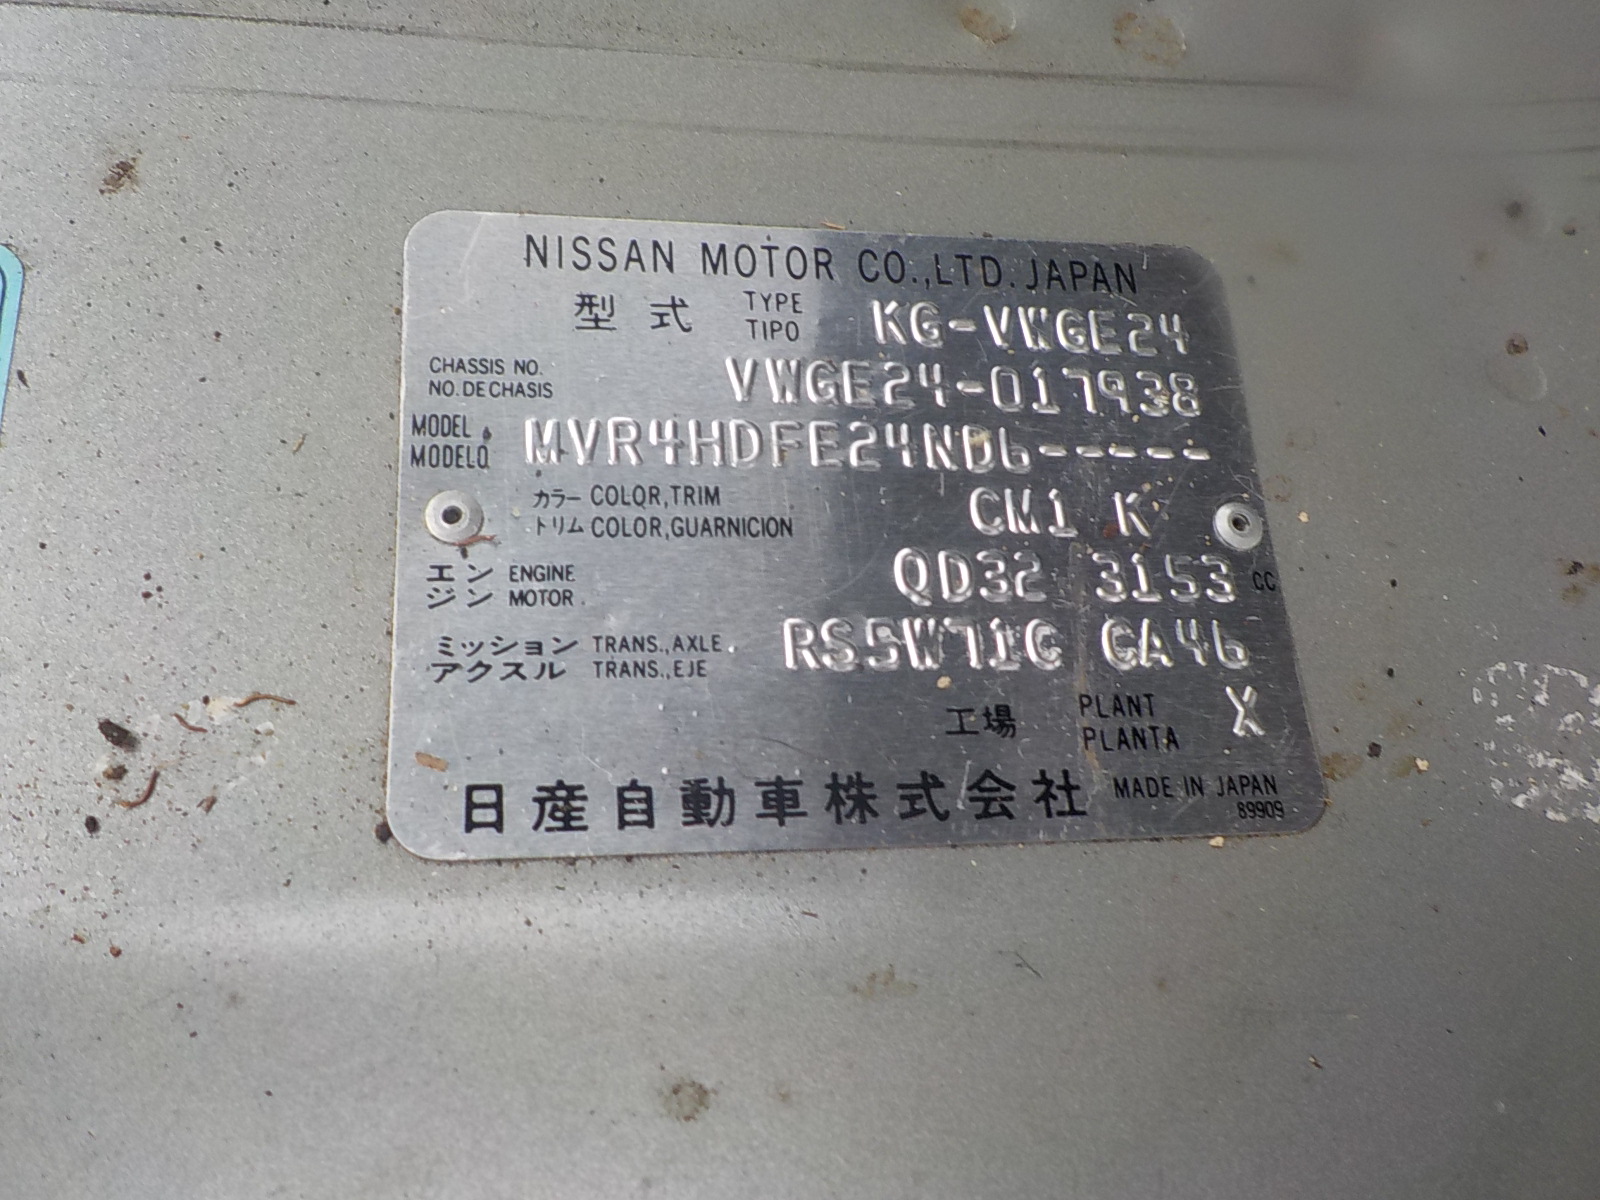 NISSAN MOTOR CO.,LTD. JAPAN
型式 TYPE TIPO KG-VWGE24
CHASSIS NO. NO. DE CHASIS VWGE24-017938
MODEL MODELO MVR4HDFE24ND6-----
カラー COLOR,TRIM CM1 K
トリム COLOR,GUARNICION
エンジン ENGINE MOTOR QD32 3153 CC
ミッション TRANS.,AXLE RS5W71C CA46
アクスル TRANS.,EJE
工場 PLANT PLANTA X
日産自動車株式会社 MADE IN JAPAN
89909